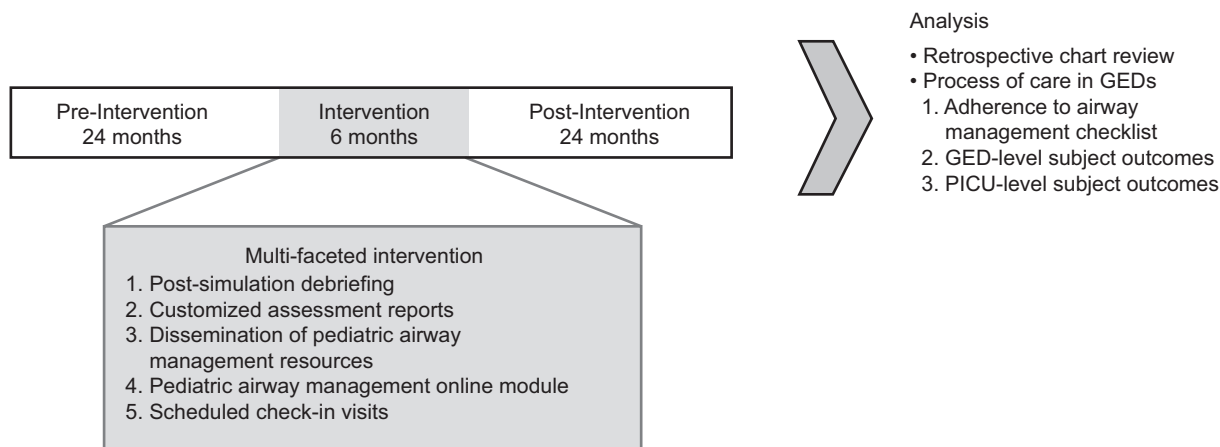 Pre-Intervention
24 months
Intervention
6 months
Post-Intervention
24 months
Multi-faceted intervention
1. Post-simulation debriefing
2. Customized assessment reports
3. Dissemination of pediatric airway
management resources
4. Pediatric airway management online module
5. Scheduled check-in visits
Analysis
• Retrospective chart review
• Process of care in GEDs
1. Adherence to airway
management checklist
2. GED-level subject outcomes
3. PICU-level subject outcomes